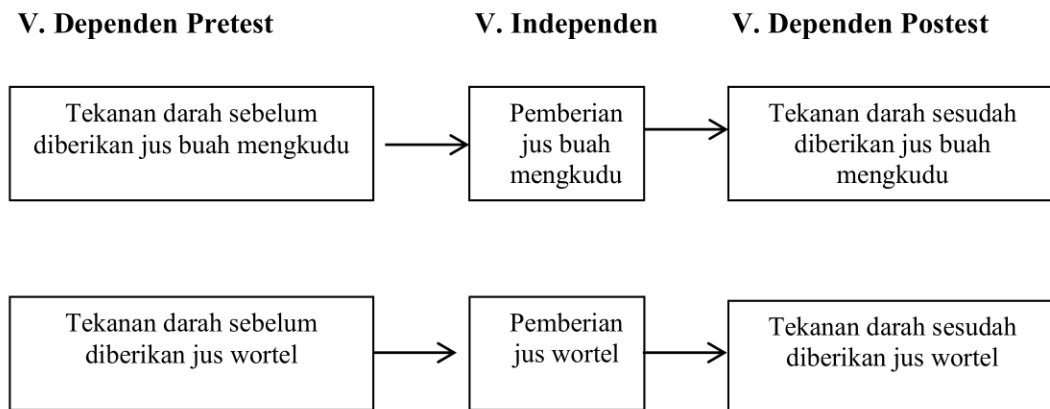 V. Dependen Pretest
V. Independen
V. Dependen Postest
Tekanan darah sebelum
diberikan jus buah mengkudu
Pemberian
jus buah
mengkudu
Tekanan darah sesudah
diberikan jus buah
mengkudu
Tekanan darah sebelum
diberikan jus wortel
Pemberian
jus wortel
Tekanan darah sesudah
diberikan jus wortel